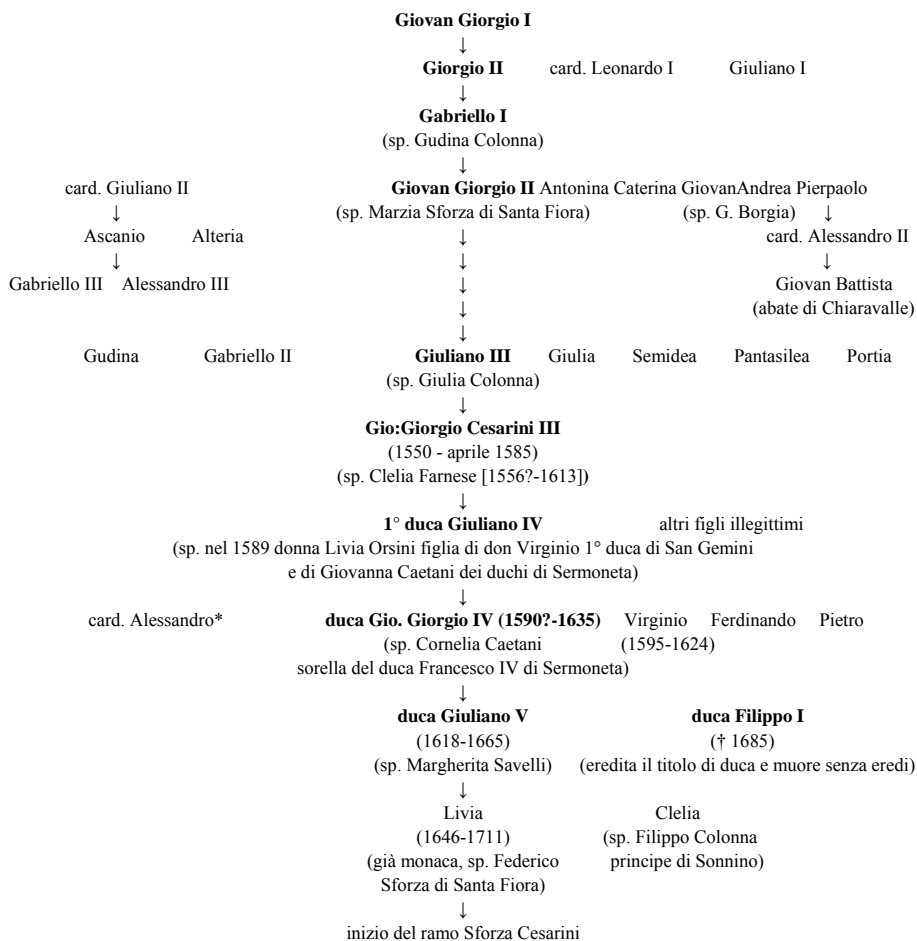 Giovan Giorgio I
↓
Giorgio II card. Leonardo I Giuliano I
↓
Gabriello I
(sp. Gudina Colonna)
↓
card. Giuliano II Giovan Giorgio II Antonina Caterina GiovanAndrea Pierpaolo
↓ (sp. Marzia Sforza di Santa Fiora) (sp. G. Borgia) ↓
Ascanio Alteria ↓ card. Alessandro II
↓ ↓ ↓
Gabriello III Alessandro III ↓ Giovan Battista
↓ (abate di Chiaravalle)
↓
Gudina Gabriello II Giuliano III Giulia Semidea Pantasilea Portia
(sp. Giulia Colonna)
↓
Gio:Giorgio Cesarini III
(1550 - aprile 1585)
(sp. Clelia Farnese [1556?-1613])
↓
1° duca Giuliano IV altri figli illegittimi
(sp. nel 1589 donna Livia Orsini figlia di don Virginio 1° duca di San Gemini
e di Giovanna Caetani dei duchi di Sermoneta)
↓
card. Alessandro* duca Gio. Giorgio IV (1590?-1635) Virginio Ferdinando Pietro
(sp. Cornelia Caetani (1595-1624)
sorella del duca Francesco IV di Sermoneta)
↓
duca Giuliano V duca Filippo I
(1618-1665) († 1685)
(sp. Margherita Savelli) (eredita il titolo di duca e muore senza eredi)
↓
Livia Clelia
(1646-1711) (sp. Filippo Colonna
(già monaca, sp. Federico principe di Sonnino)
Sforza di Santa Fiora)
↓
inizio del ramo Sforza Cesarini